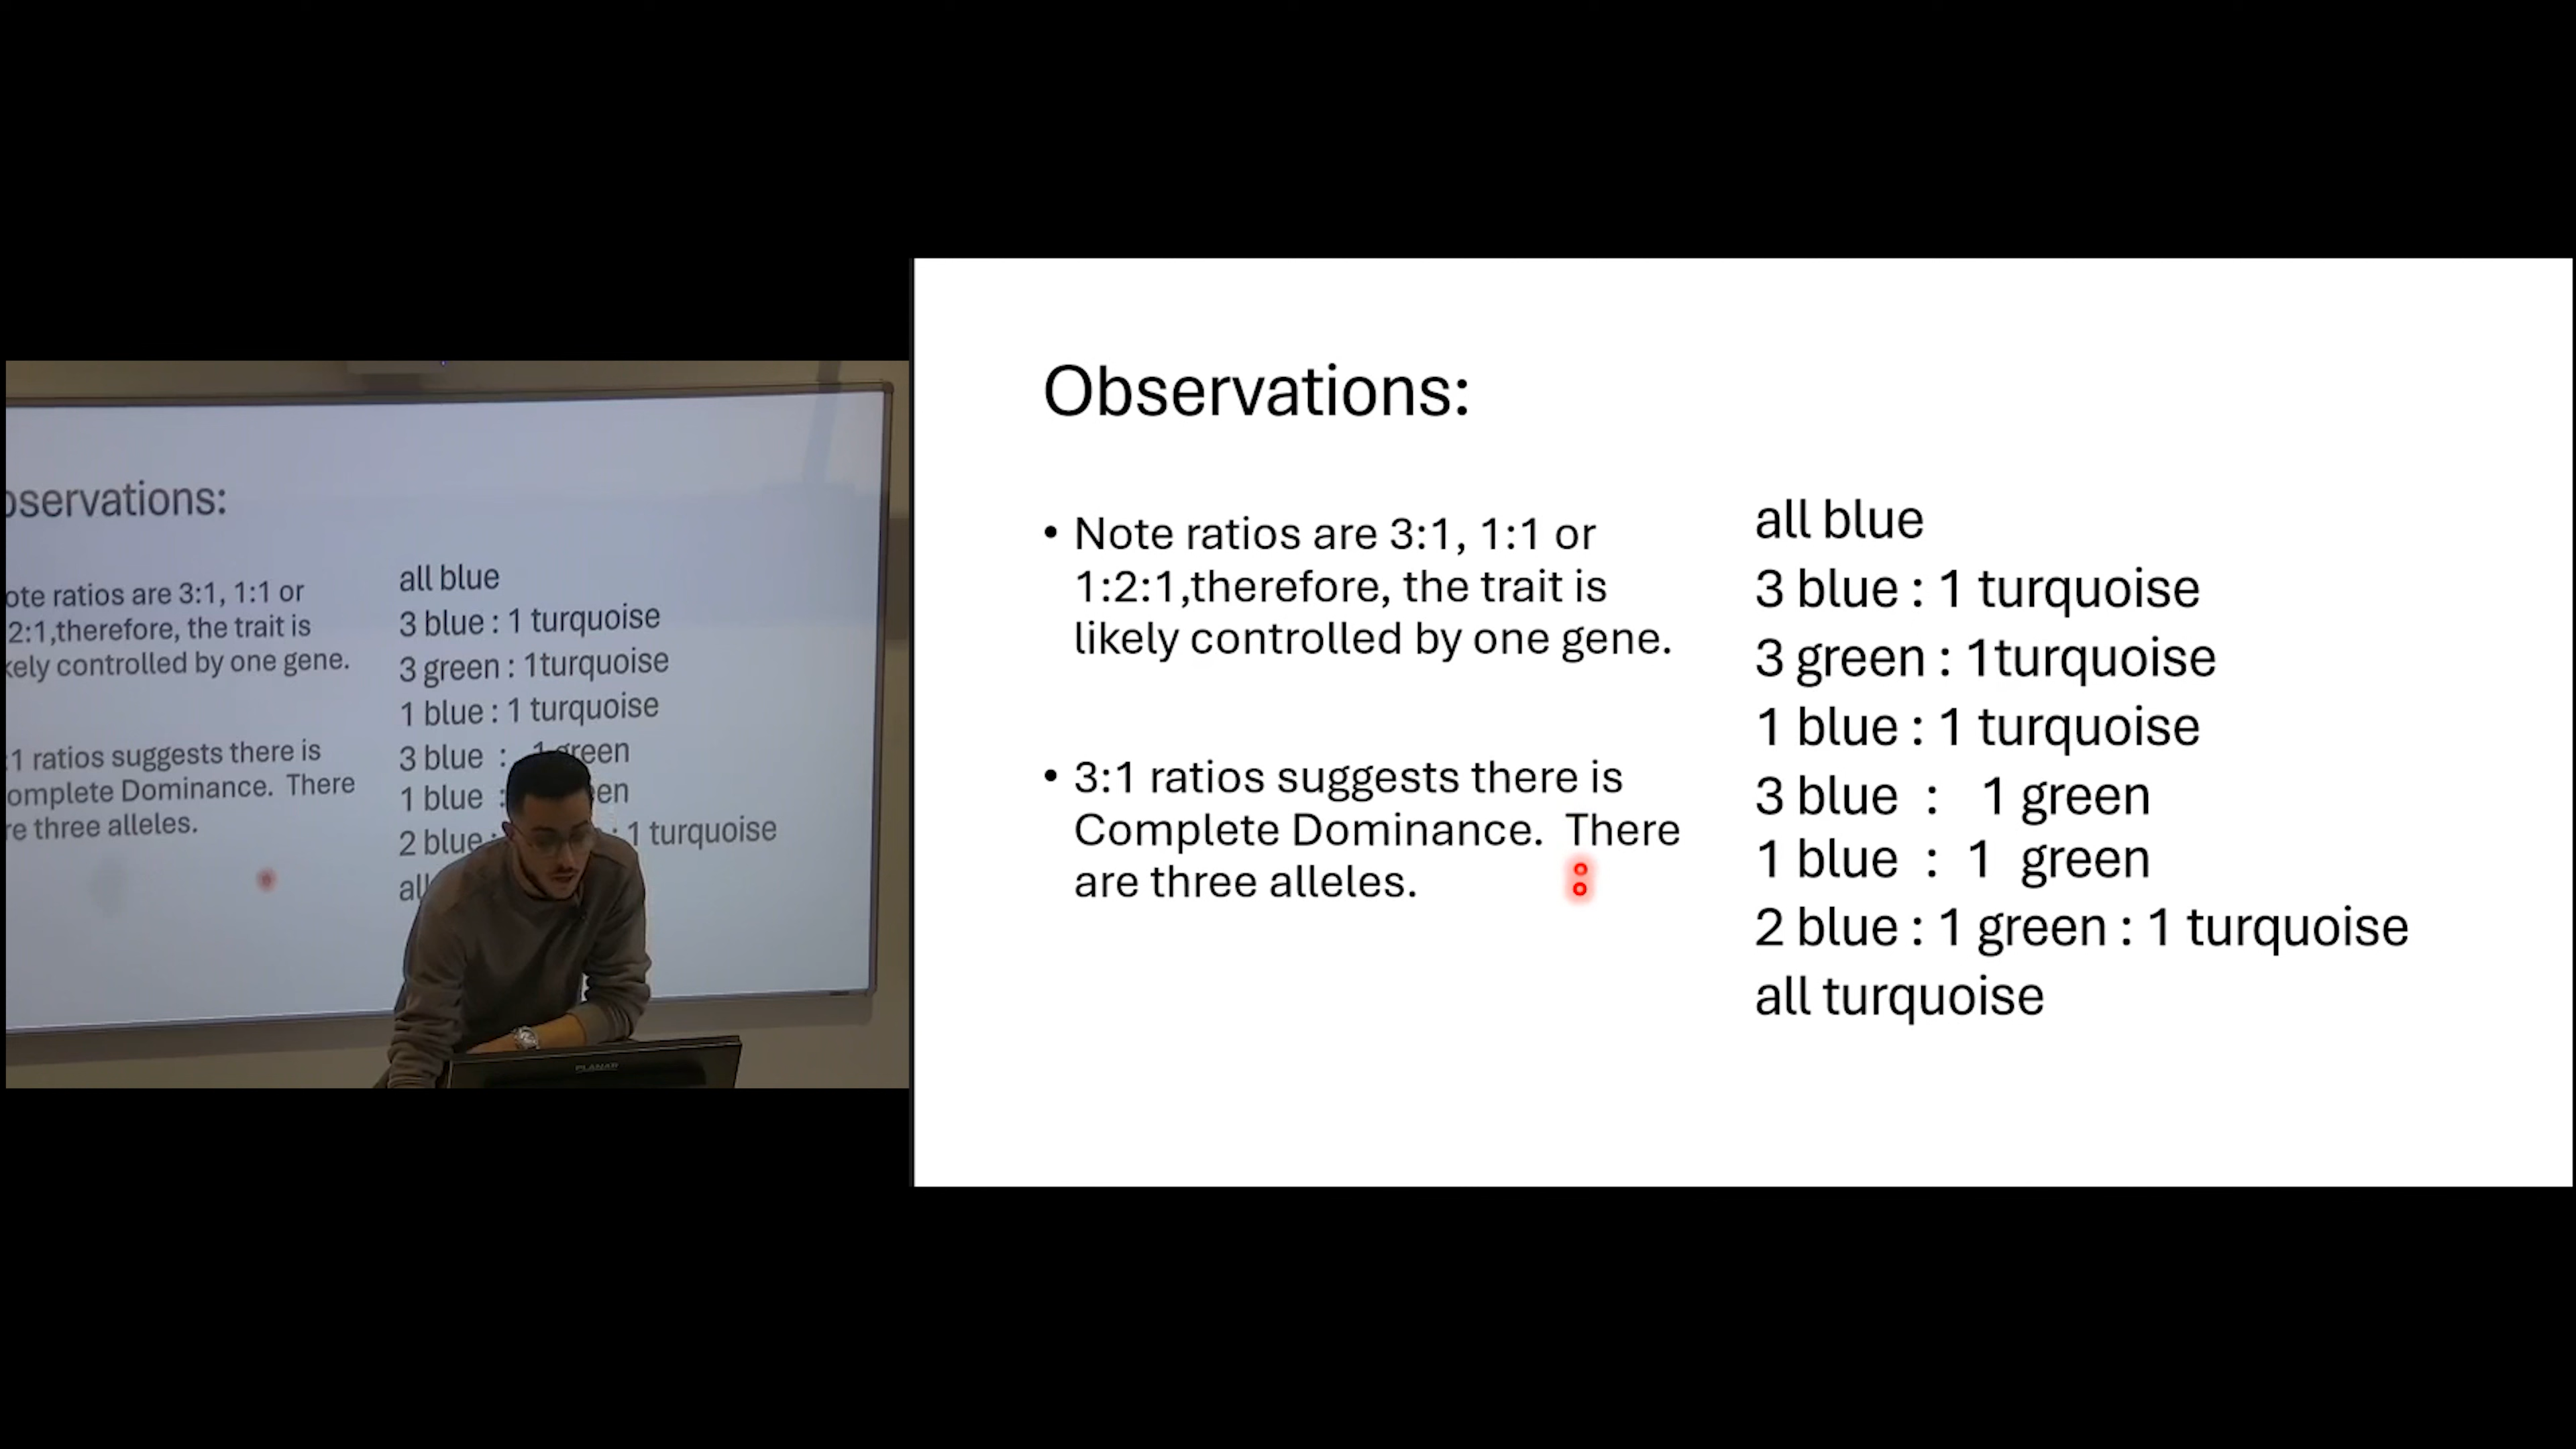 bservations:
ote ratios are 3:1, 1:1 or
2:1,therefore, the trait is
kely controlled by one gene.
:1 ratios suggests there is
omplete Dominance. There
re three alleles.
all blue
3 blue : 1 turquoise
3 green : 1turquoise
1 blue : 1 turquoise
3 blue : 1 green
1 blue : en
2 blue : : 1 turquoise
all
PLANAR
Observations:
• Note ratios are 3:1, 1:1 or
1:2:1,therefore, the trait is
likely controlled by one gene.
• 3:1 ratios suggests there is
Complete Dominance. There
are three alleles.
all blue
3 blue : 1 turquoise
3 green : 1turquoise
1 blue : 1 turquoise
3 blue : 1 green
1 blue : 1 green
2 blue : 1 green : 1 turquoise
all turquoise